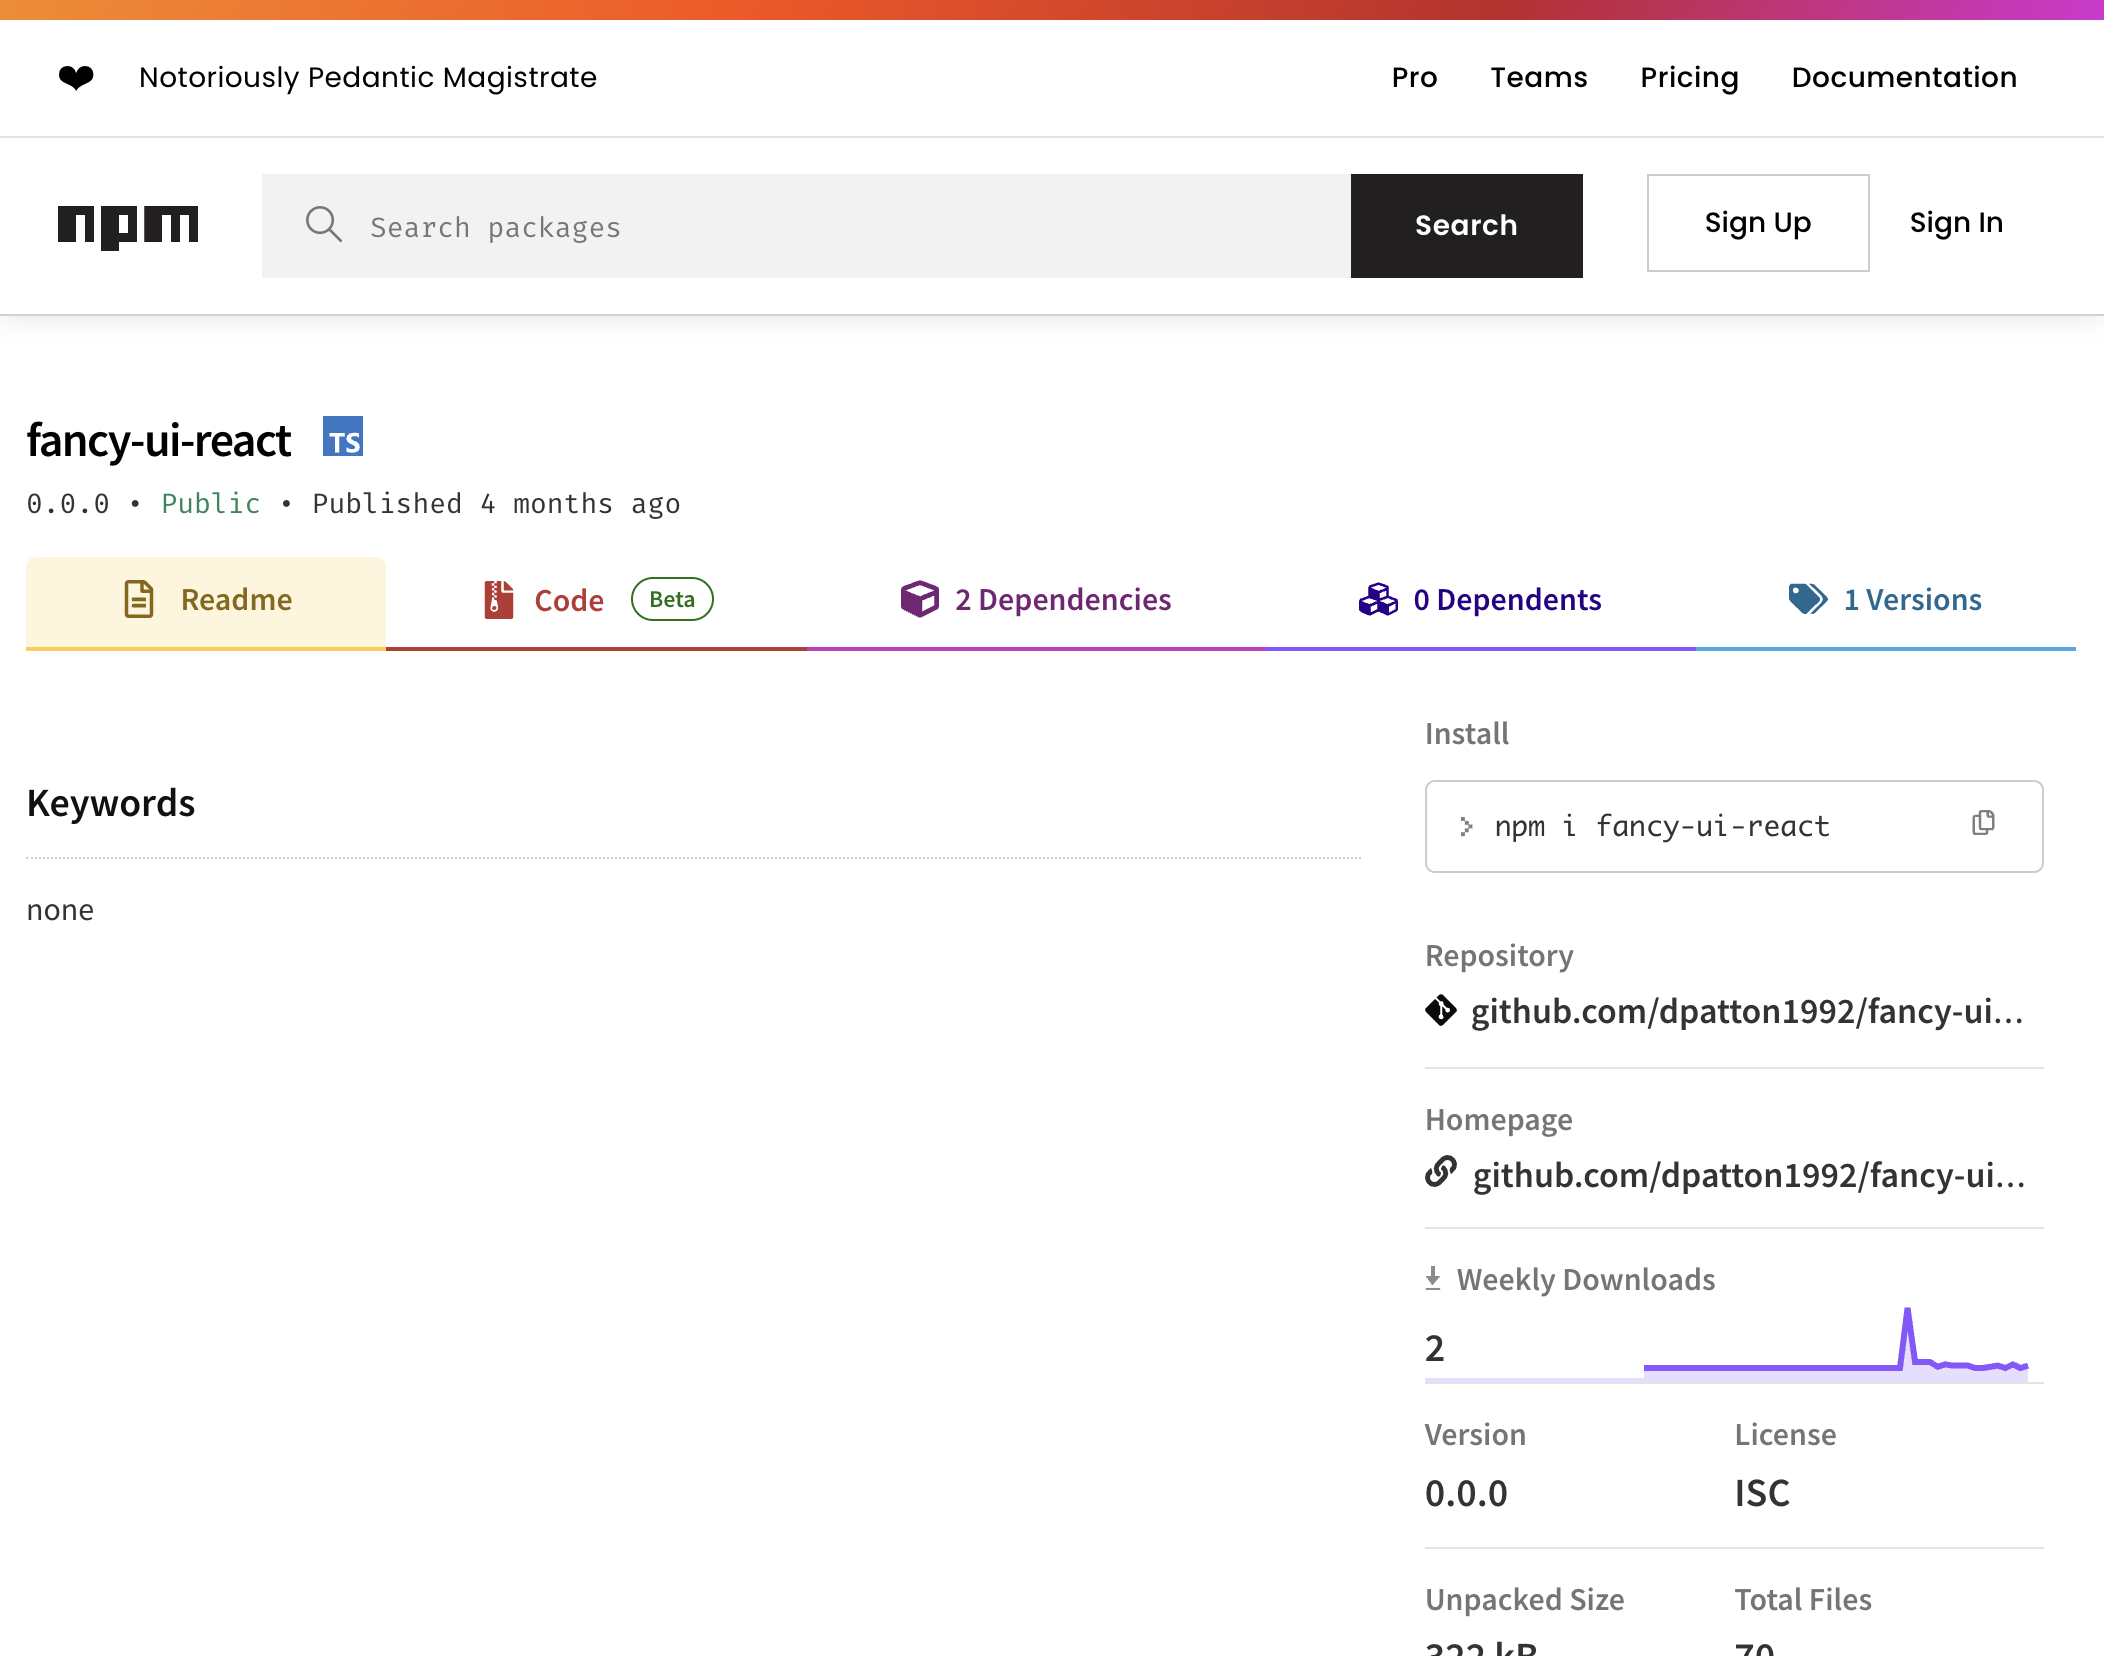 Notoriously Pedantic Magistrate
Pro Teams Pricing Documentation
npm
Search packages
Search
Sign Up
Sign In
fancy-ui-react TS
0.0.0 • Public • Published 4 months ago
Readme
Code Beta
2 Dependencies
0 Dependents
1 Versions
Keywords
none
Install
npm i fancy-ui-react
Repository
github.com/dpatton1992/fancy-ui...
Homepage
github.com/dpatton1992/fancy-ui...
Weekly Downloads
2
Version
0.0.0
License
ISC
Unpacked Size
322 kB
Total Files
70